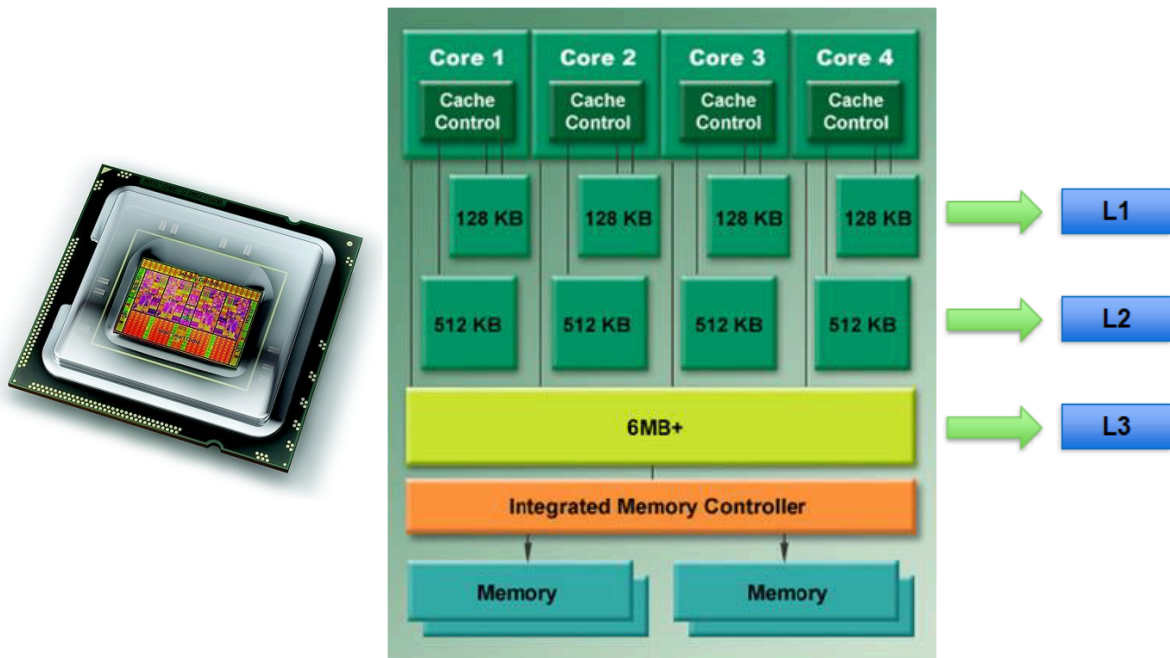 Core 1 Core 2 Core 3 Core 4
Cache
Control
Cache
Control
Cache
Control
Cache
Control
128 KB 128 KB 128 KB 128 KB
L1
512 KB 512 KB 512 KB 512 KB
L2
6MB+
L3
Integrated Memory Controller
Memory Memory